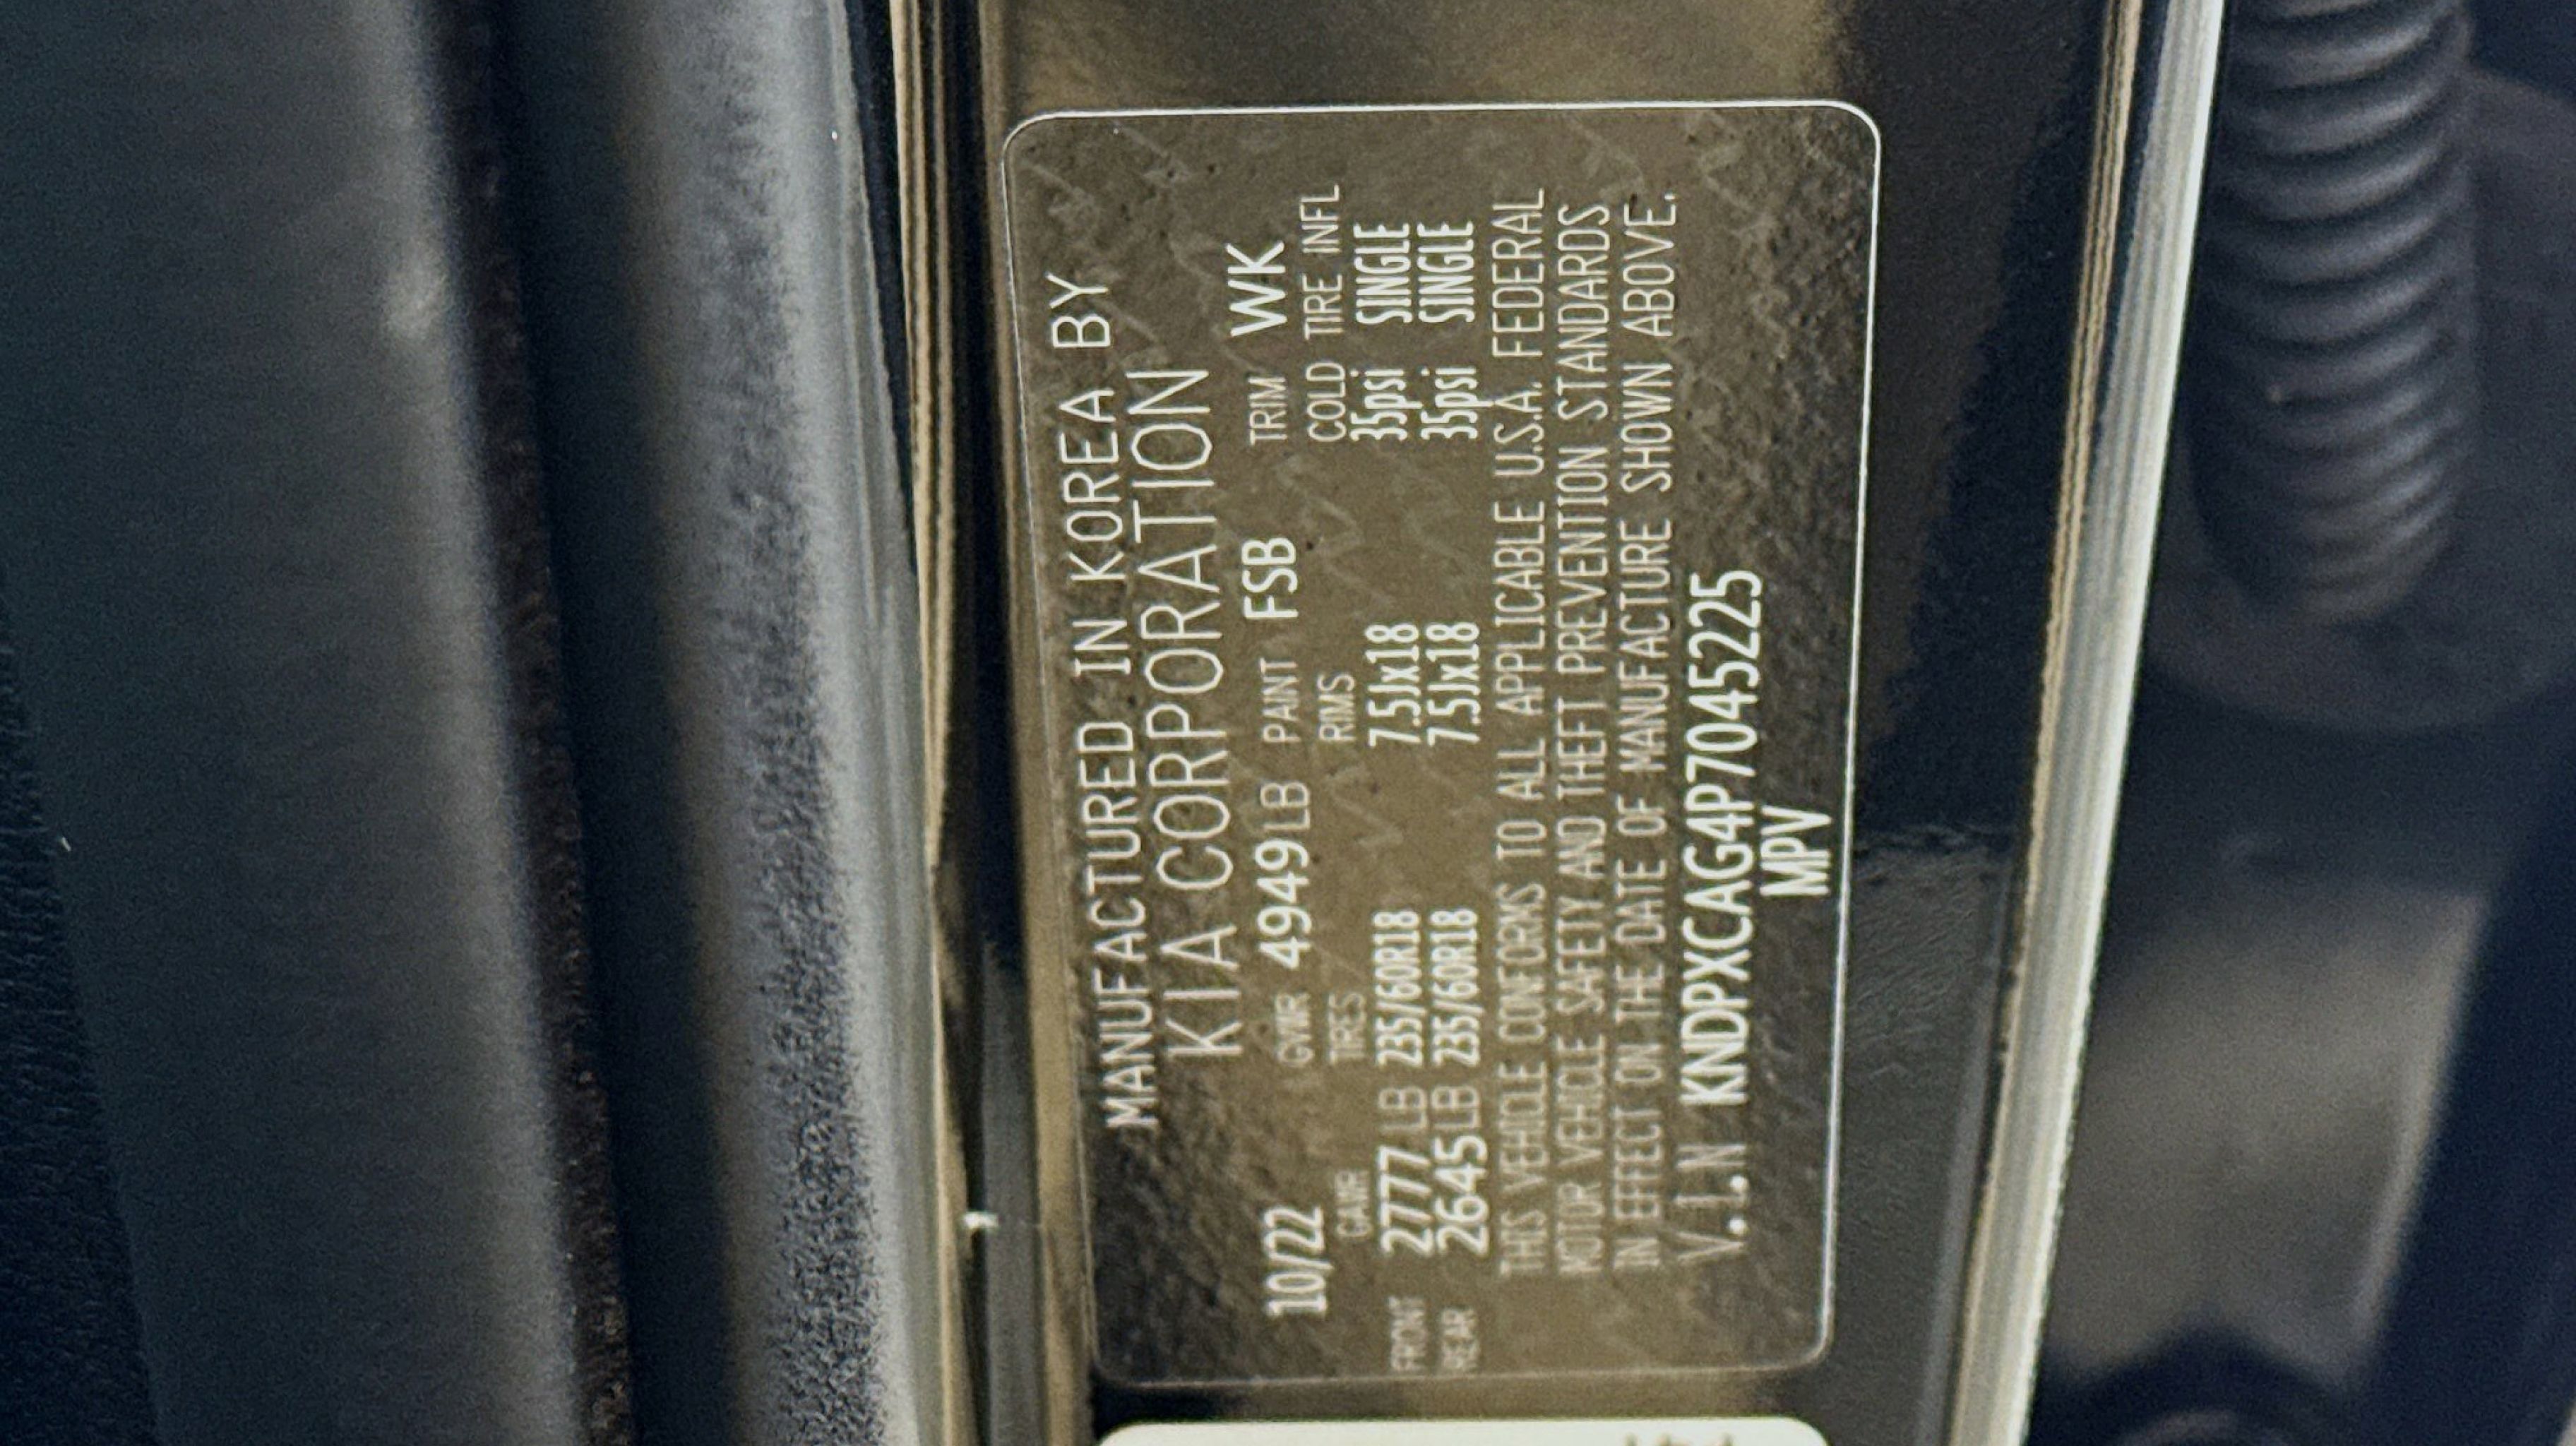 MANUFACTURED IN KOREA BY
KIA CORPORATION
10/22 GVWR 4949LB PAINT FSB TRIM WK
GAWR TIRES RIMS COLD TIRE INFL
FRONT 2777 LB 235/60R18 7.5Jx18 35psi SINGLE
REAR 2645LB 235/60R18 7.5Jx18 35psi SINGLE
THIS VEHICLE CONFORMS TO ALL APPLICABLE U.S.A. FEDERAL
MOTOR VEHICLE SAFETY AND THEFT PREVENTION STANDARDS
IN EFFECT ON THE DATE OF MANUFACTURE SHOWN ABOVE.
V.I.N KNDPXCAG4P7045225
MPV